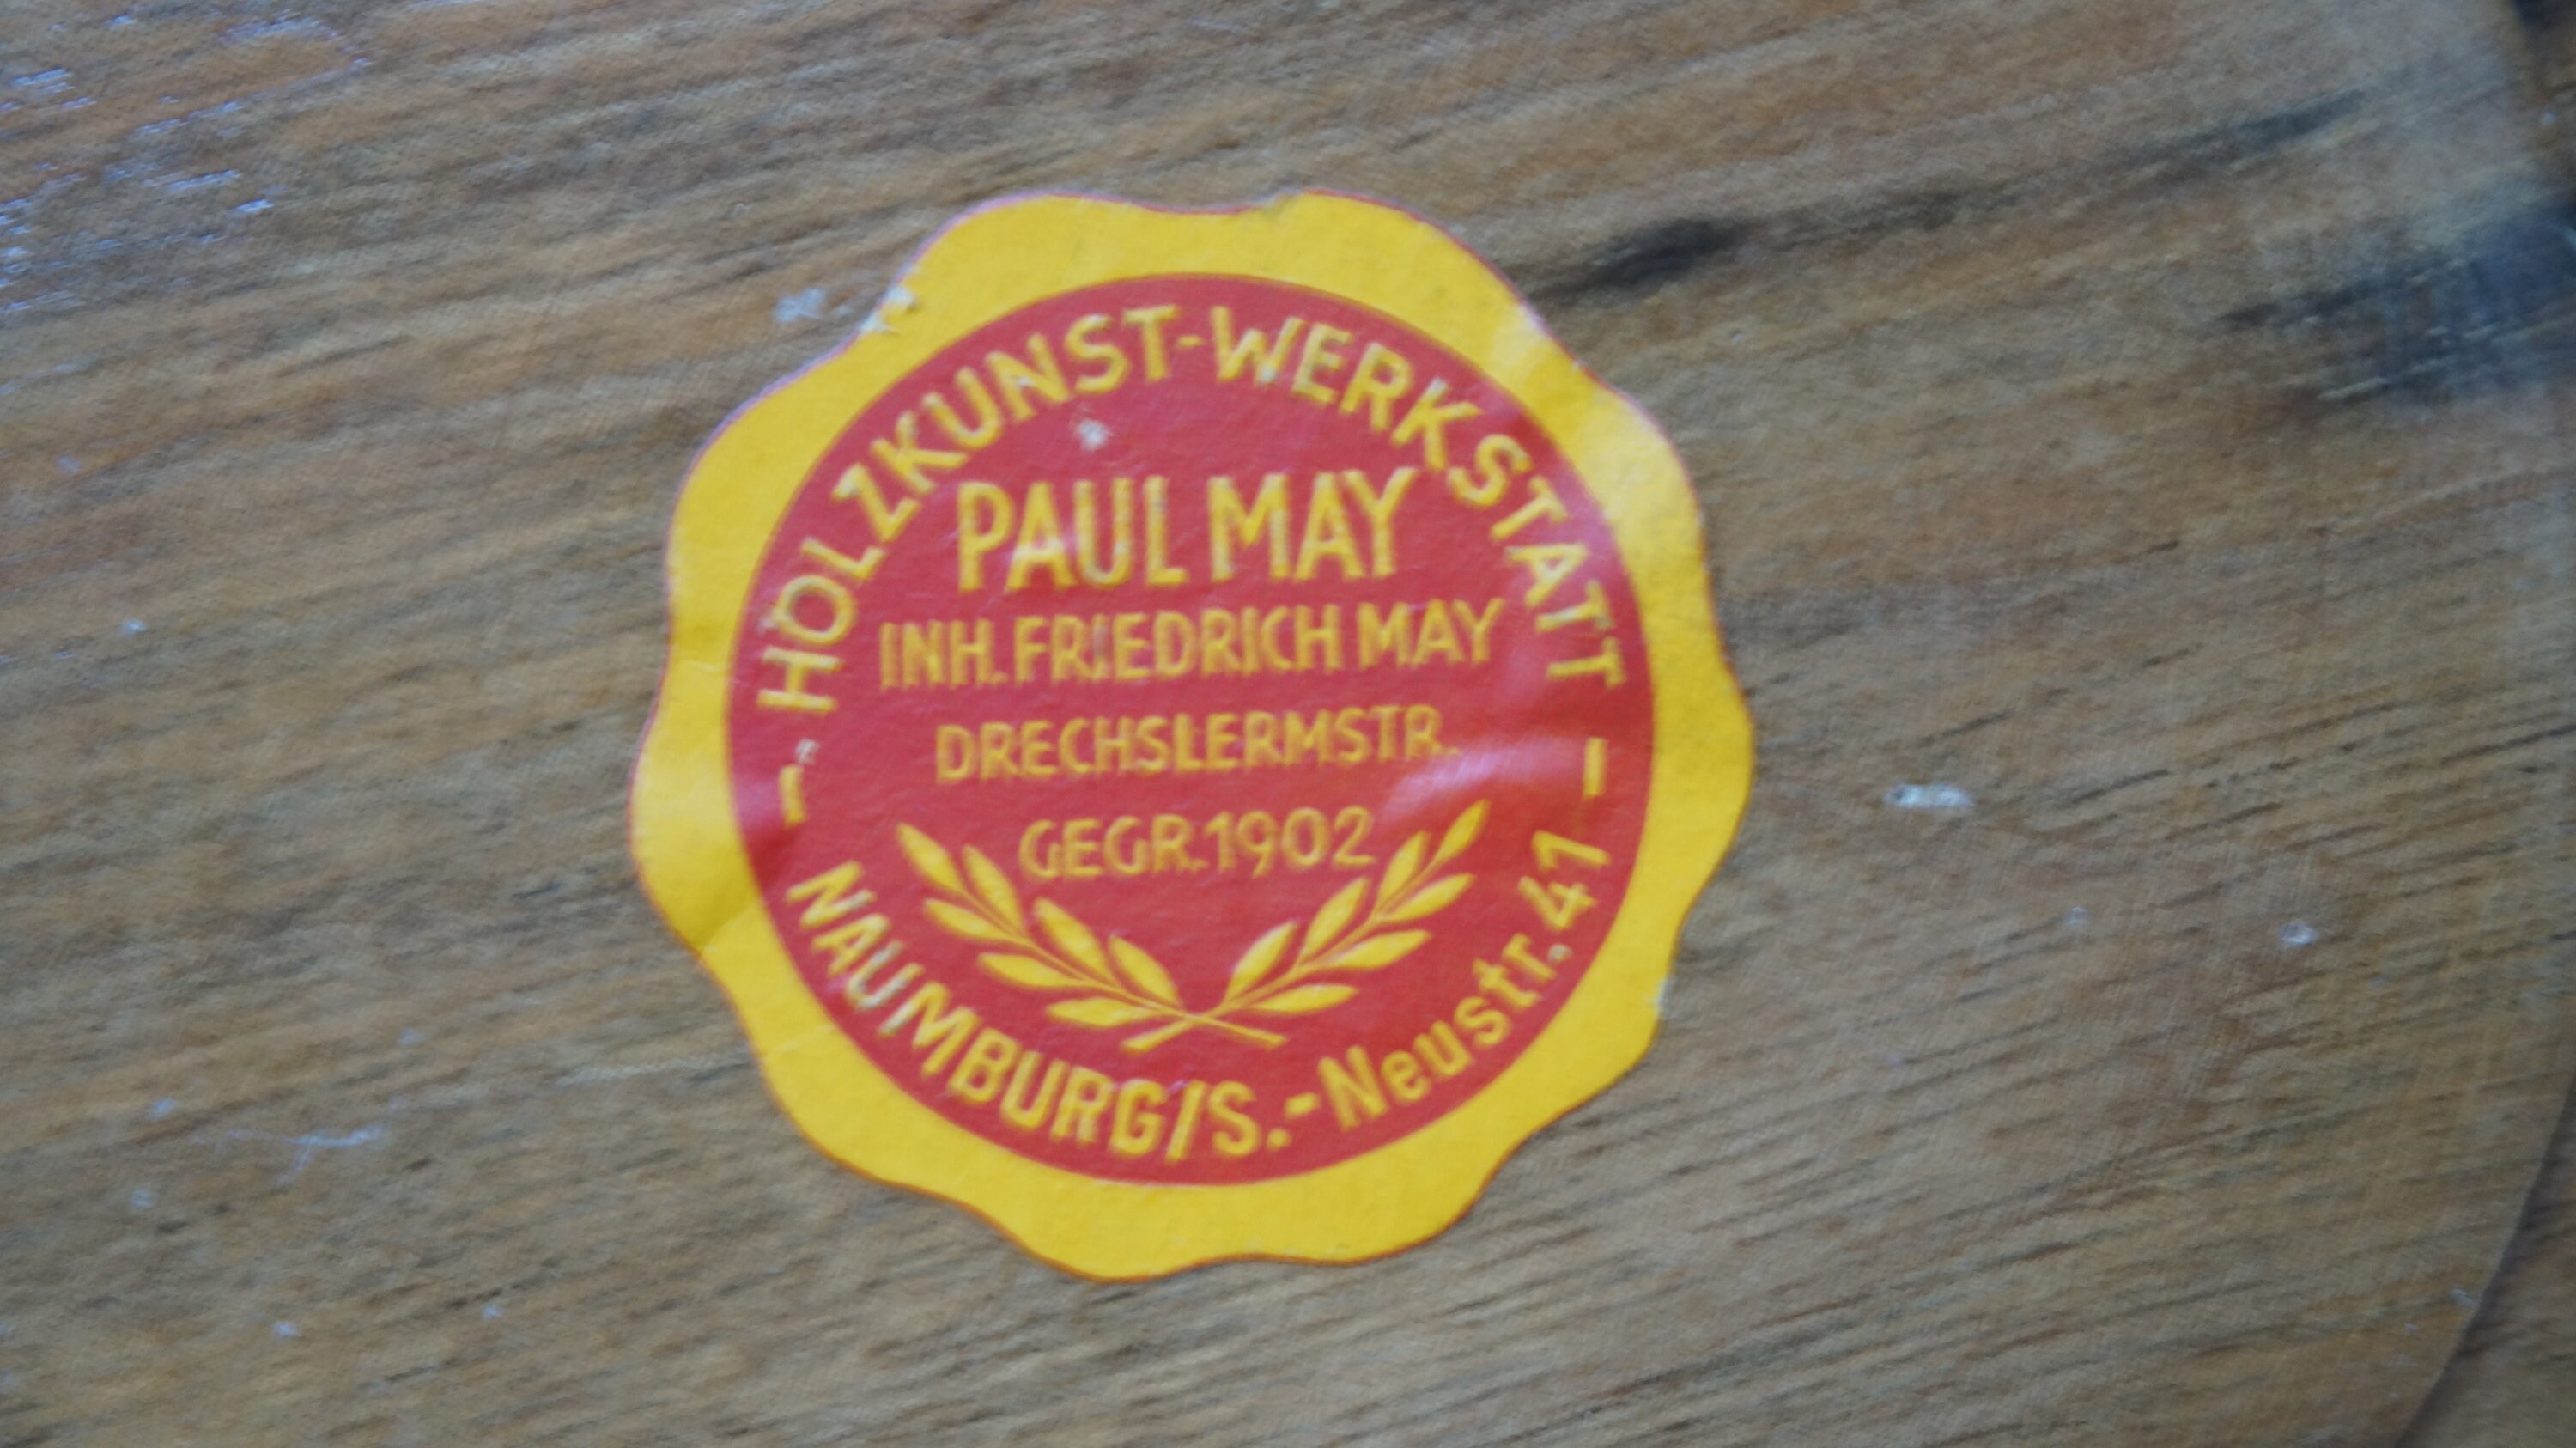 HOLZKUNST-WERKSTATT
PAUL MAY
INH. FRIEDRICH MAY
DRECHSLERMSTR.
GEGR. 1902
NAUMBURG/S.-Neustr. 41